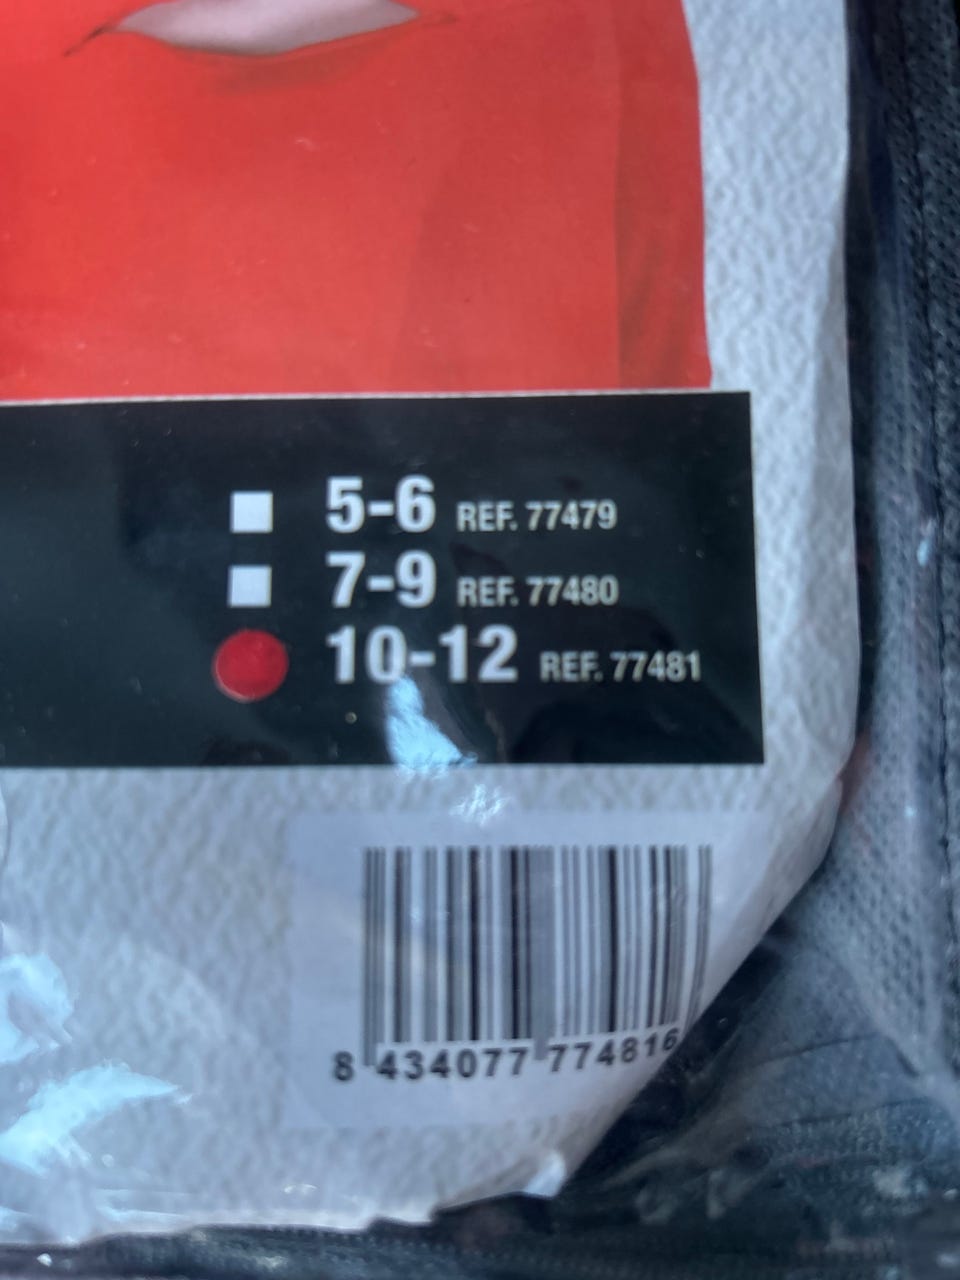 5-6 REF. 77479
7-9 REF. 77480
10-12 REF. 77481
8 434077 774816